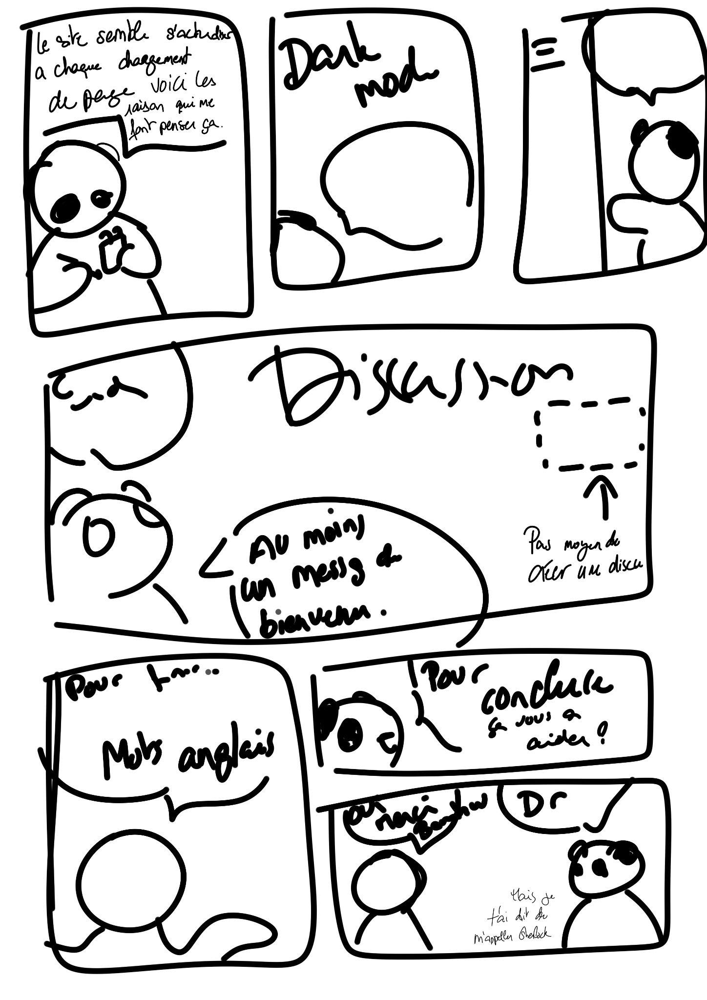 Le site semble s'actualiser
a chaque chargement
de page voici les
raison qui me
font penser ça.
Dark
mod
Discussion
Pas moyen de
créer une discu
Au moins
un messg de
bienvenu.
Pour
Mots anglais
Pour
conclure
ça vous a
aider ?
oui
merci
Dr
Mais je
t'ai dit de
m'appeller Sherlock